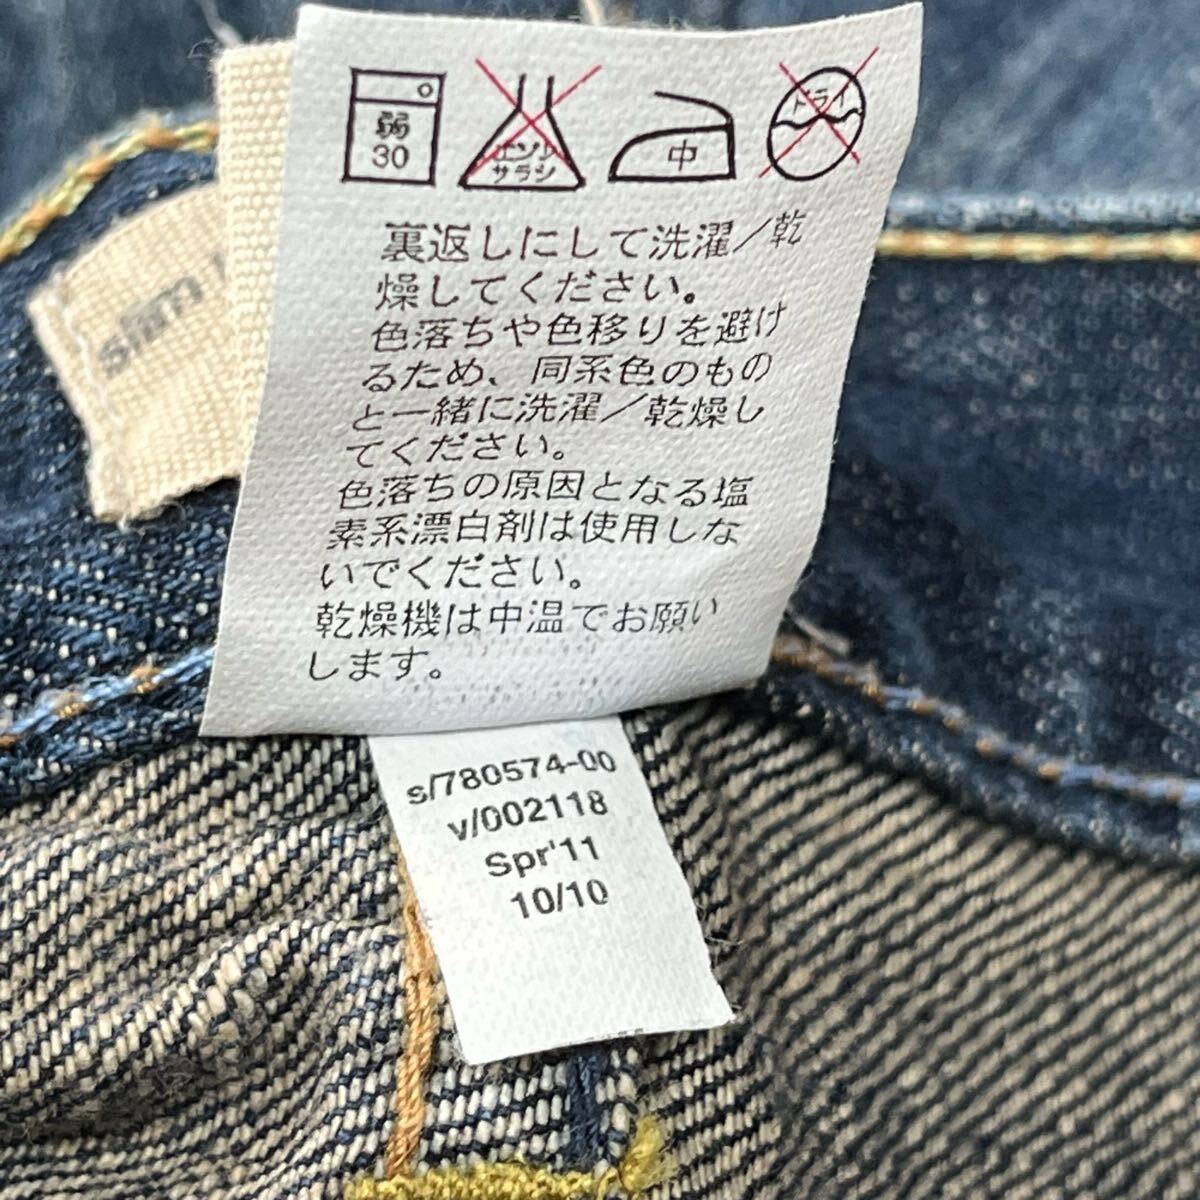 弱
30
エンソ
サラシ
中
ドライ
裏返しにして洗濯/乾
燥してください。
色落ちや色移りを避け
るため、同系色のもの
と一緒に洗濯/乾燥し
てください。
色落ちの原因となる塩
素系漂白剤は使用しな
いでください。
乾燥機は中温でお願い
します。
slim
s/780574-00
v/002118
Spr'11
10/10